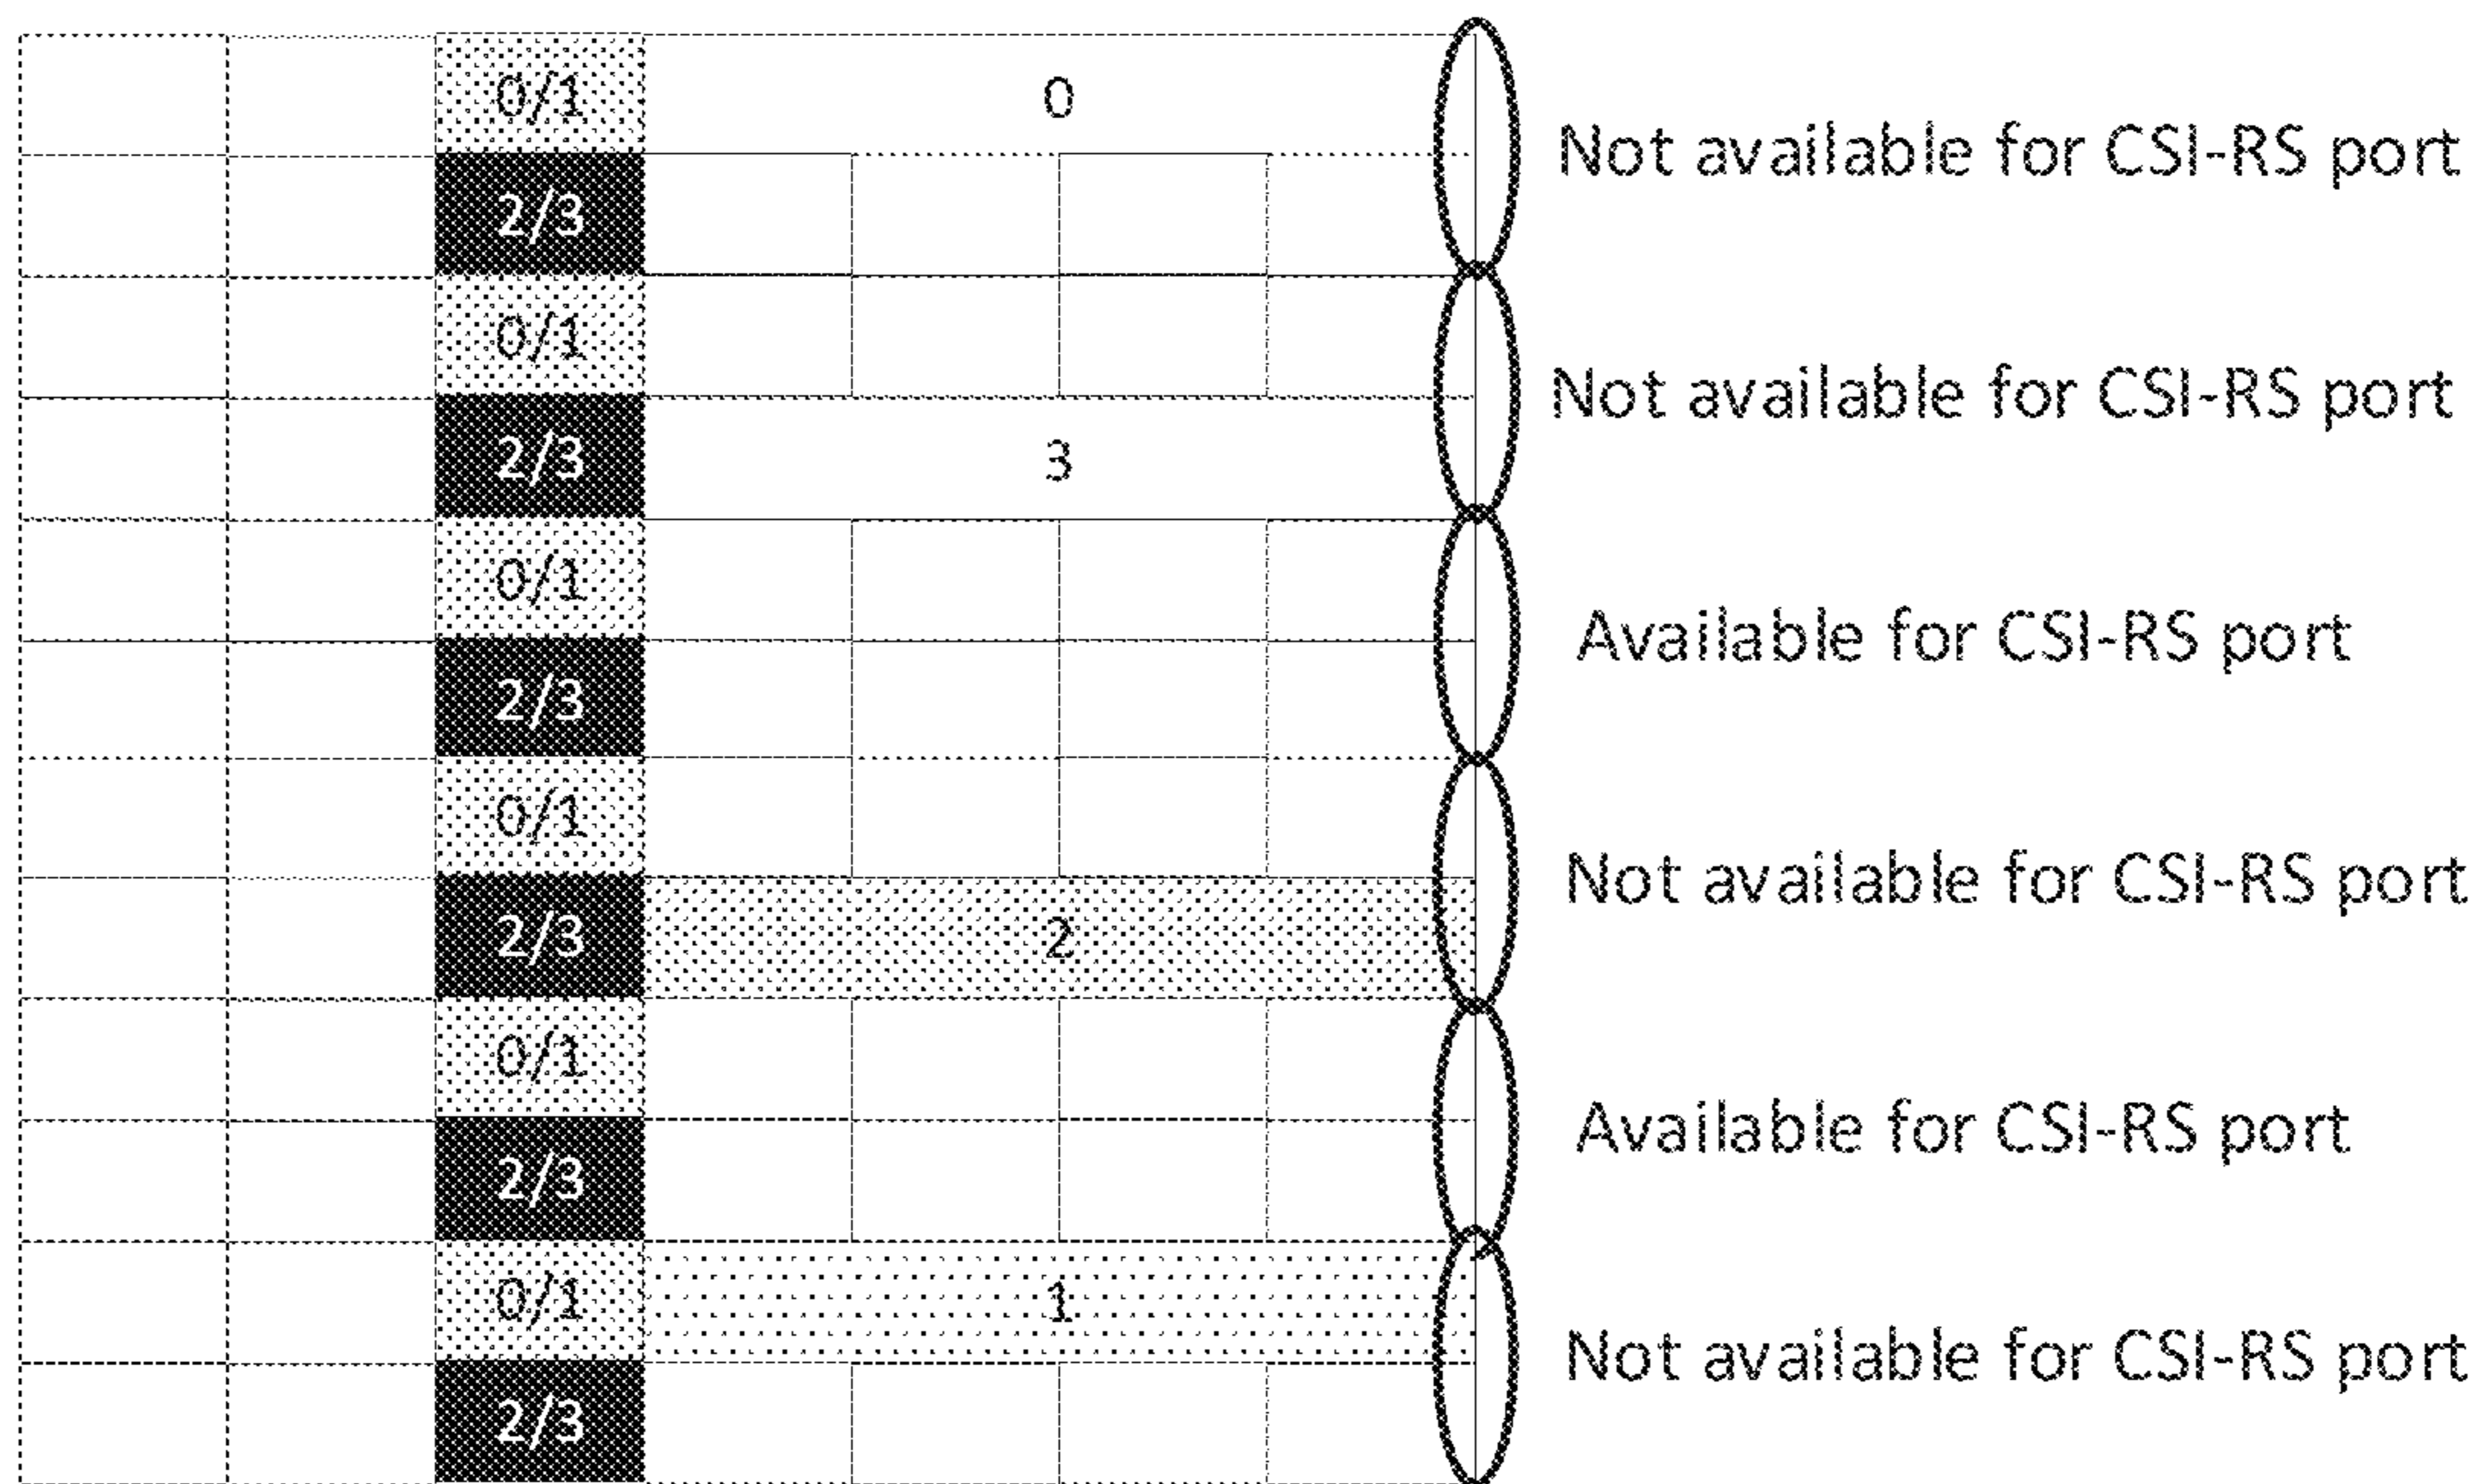 0/1 0
Not available for CSI-RS port
2/3
0/1
Not available for CSI-RS port
2/3 3
0/1
Available for CSI-RS port
2/3
0/1
Not available for CSI-RS port
2/3 2
0/1
Available for CSI-RS port
2/3
0/1 1
Not available for CSI-RS port
2/3